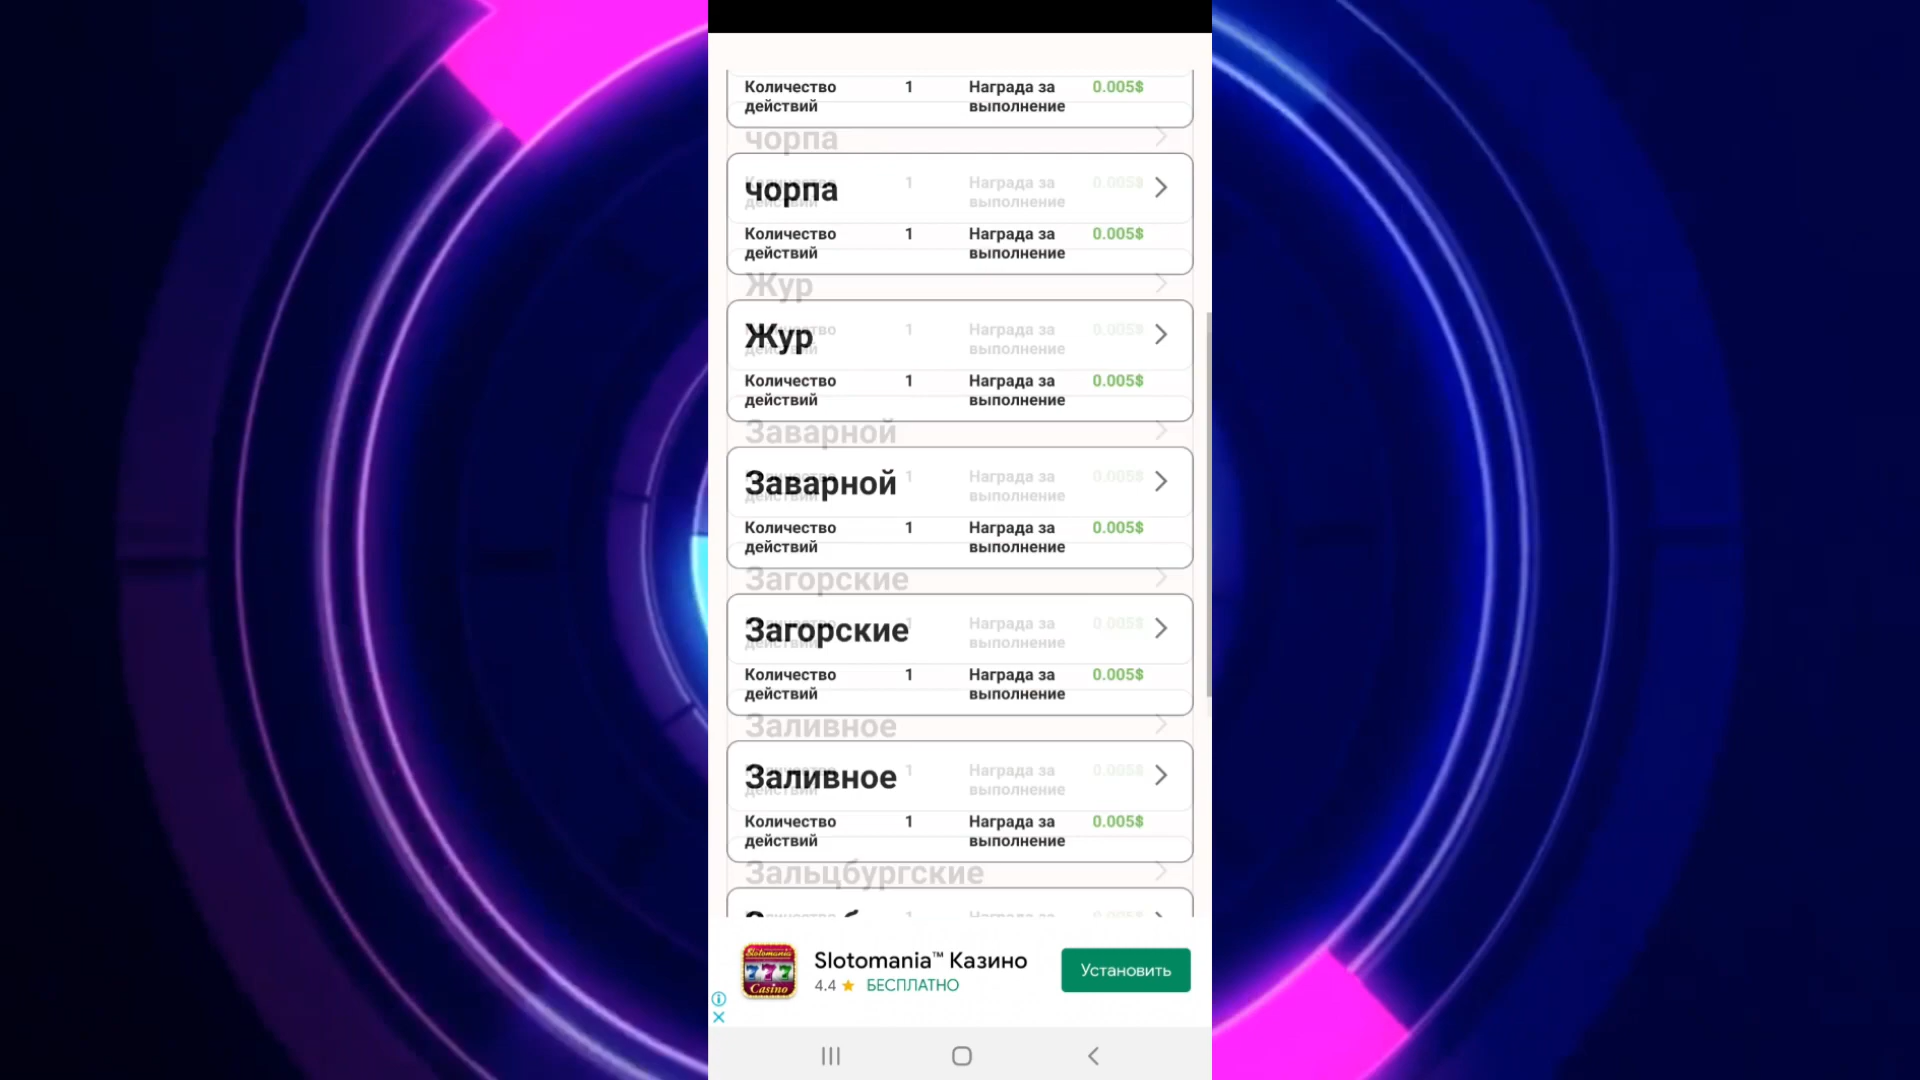 Количество 1 Награда за 0.005$
действий выполнение
чорпа
чорпа
Количество 1 Награда за 0.005$
действий выполнение
Жур
Жур
Количество 1 Награда за 0.005$
действий выполнение
Заварной
Заварной
Количество 1 Награда за 0.005$
действий выполнение
Загорские
Загорские
Количество 1 Награда за 0.005$
действий выполнение
Заливное
Заливное
Количество 1 Награда за 0.005$
действий выполнение
Зальцбургские
Slotomania™ Казино
4.4 ★ БЕСПЛАТНО
Установить
Slotomania
777
Casino